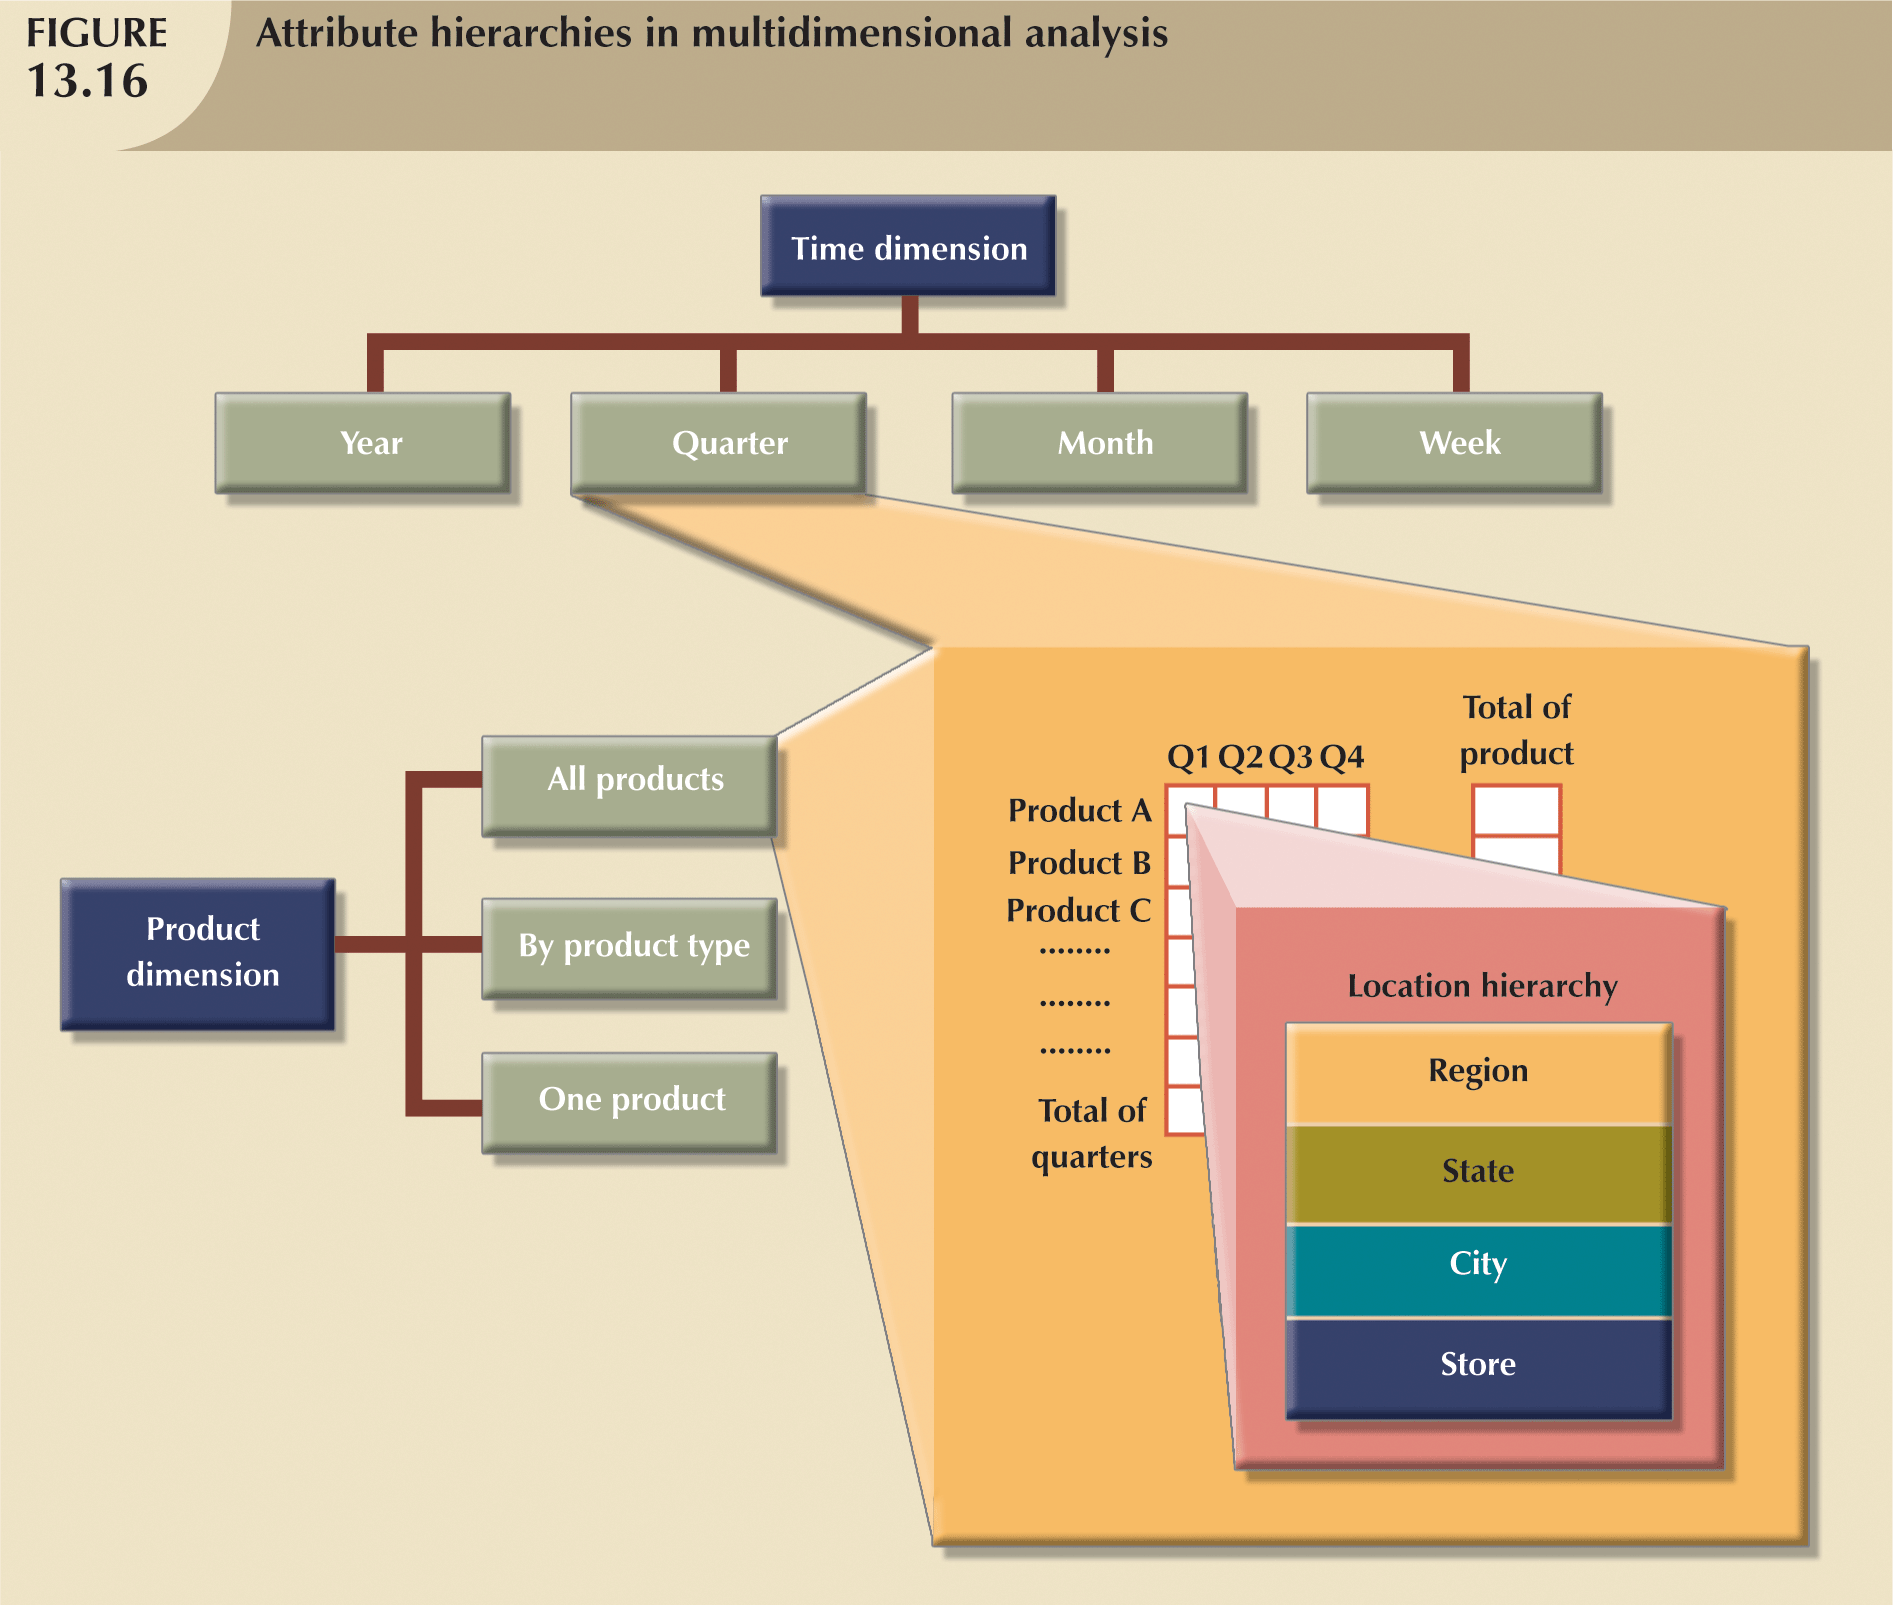 FIGURE
13.16
Attribute hierarchies in multidimensional analysis
Time dimension
Year
Quarter
Month
Week
Total of
product
Q1 Q2 Q3 Q4
Product A
Product B
Product C
........
........
........
Total of
quarters
All products
By product type
One product
Product
dimension
Location hierarchy
Region
State
City
Store